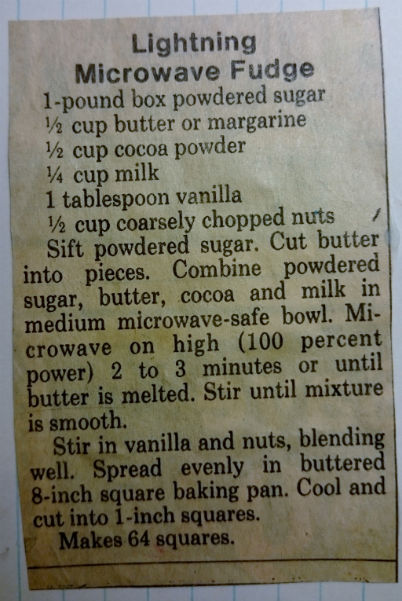 Lightning
Microwave Fudge
1-pound box powdered sugar
½ cup butter or margarine
½ cup cocoa powder
¼ cup milk
1 tablespoon vanilla
½ cup coarsely chopped nuts
Sift powdered sugar. Cut butter
into pieces. Combine powdered
sugar, butter, cocoa and milk in
medium microwave-safe bowl. Mi-
crowave on high (100 percent
power) 2 to 3 minutes or until
butter is melted. Stir until mixture
is smooth.
Stir in vanilla and nuts, blending
well. Spread evenly in buttered
8-inch square baking pan. Cool and
cut into 1-inch squares.
Makes 64 squares.